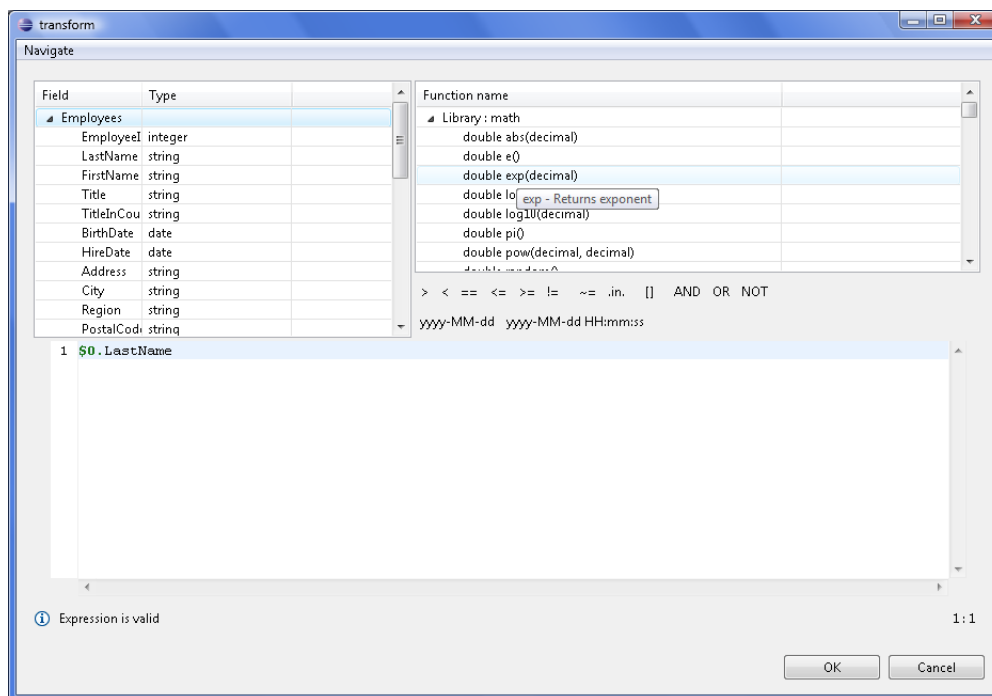 transform
Navigate
Field Type
Employees
EmployeeI integer
LastName string
FirstName string
Title string
TitleInCou string
BirthDate date
HireDate date
Address string
City string
Region string
PostalCod string
Function name
Library : math
double abs(decimal)
double e()
double exp(decimal)
double lo
exp - Returns exponent
double log10(decimal)
double pi()
double pow(decimal, decimal)
double random()
> < == <= >= != ~= .in. [] AND OR NOT
yyyy-MM-dd yyyy-MM-dd HH:mm:ss
1 $0.LastName
Expression is valid 1:1
OK Cancel